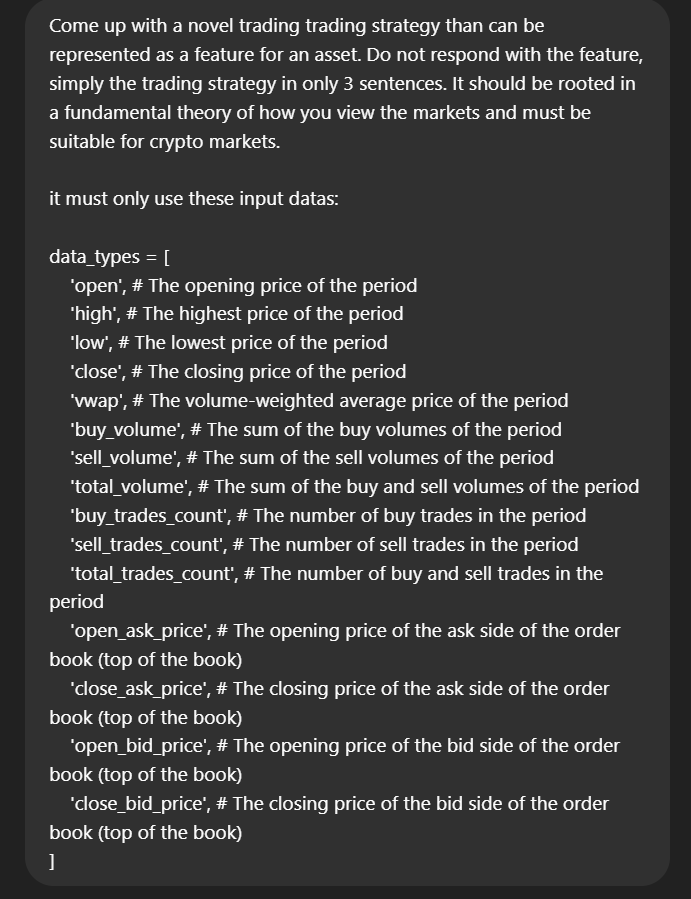 Come up with a novel trading trading strategy than can be
represented as a feature for an asset. Do not respond with the feature,
simply the trading strategy in only 3 sentences. It should be rooted in
a fundamental theory of how you view the markets and must be
suitable for crypto markets.
it must only use these input datas:
data_types = [
'open', # The opening price of the period
'high', # The highest price of the period
'low', # The lowest price of the period
'close', # The closing price of the period
'vwap', # The volume-weighted average price of the period
'buy_volume', # The sum of the buy volumes of the period
'sell_volume', # The sum of the sell volumes of the period
'total_volume', # The sum of the buy and sell volumes of the period
'buy_trades_count', # The number of buy trades in the period
'sell_trades_count', # The number of sell trades in the period
'total_trades_count', # The number of buy and sell trades in the
period
'open_ask_price', # The opening price of the ask side of the order
book (top of the book)
'close_ask_price', # The closing price of the ask side of the order
book (top of the book)
'open_bid_price', # The opening price of the bid side of the order
book (top of the book)
'close_bid_price', # The closing price of the bid side of the order
book (top of the book)
]